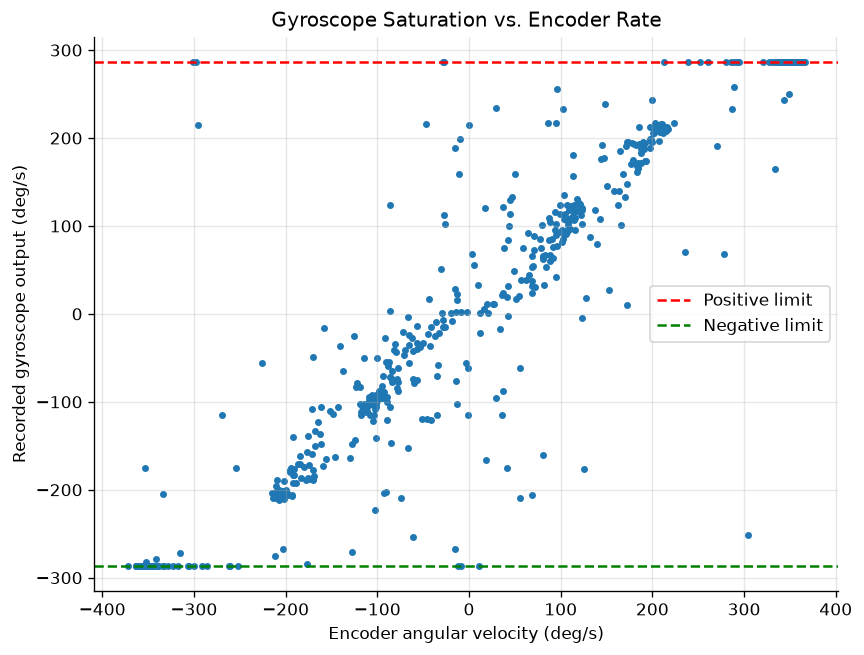 Gyroscope Saturation vs. Encoder Rate
300
200
100
0
−100
−200
−300
Recorded gyroscope output (deg/s)
Positive limit
Negative limit
−400 −300 −200 −100 0 100 200 300 400
Encoder angular velocity (deg/s)